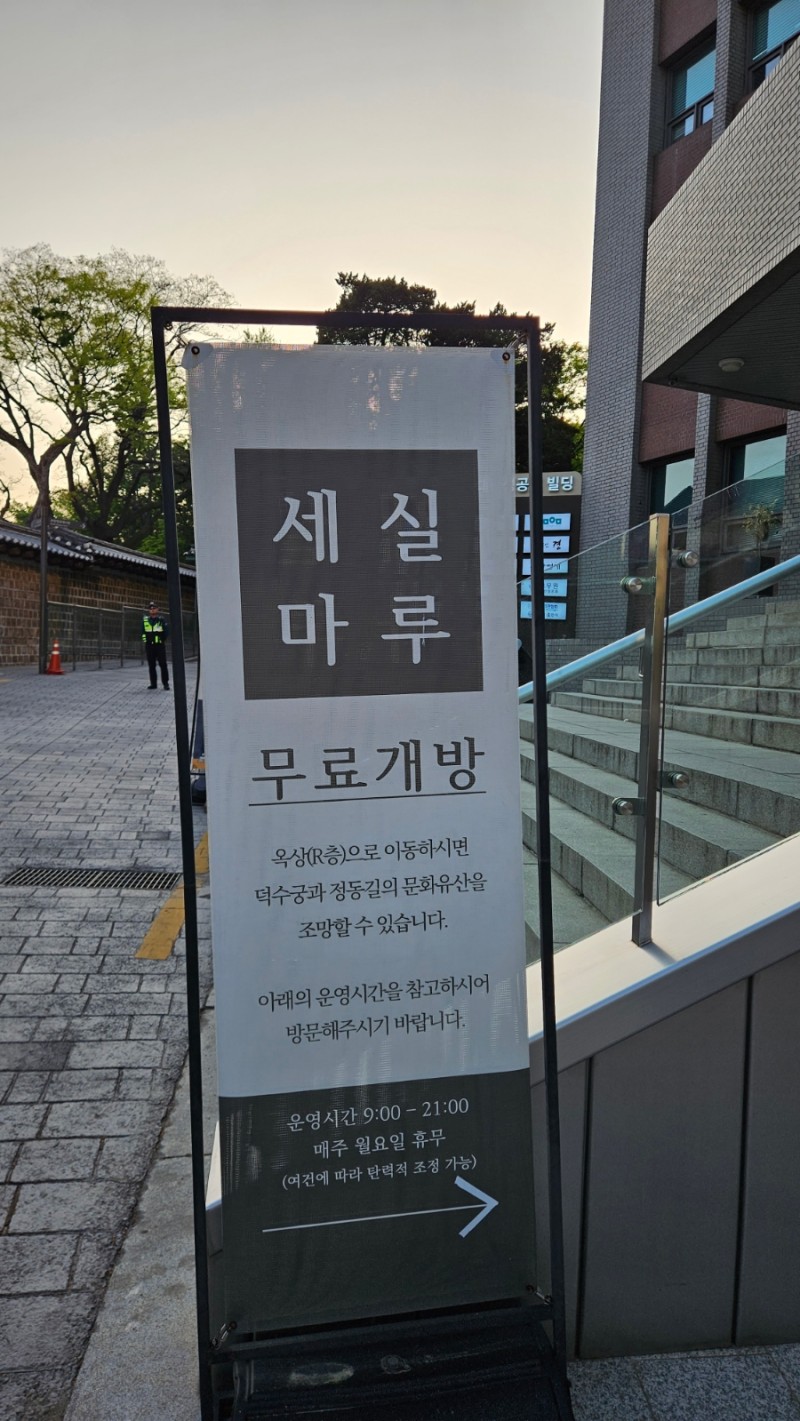 세실
마루
무료개방
옥상(R층)으로 이동하시면
덕수궁과 정동길의 문화유산을
조망할 수 있습니다.
아래의 운영시간을 참고하시어
방문해주시기 바랍니다.
운영시간 9:00 - 21:00
매주 월요일 휴무
(여건에 따라 탄력적 조정 가능)
빌딩